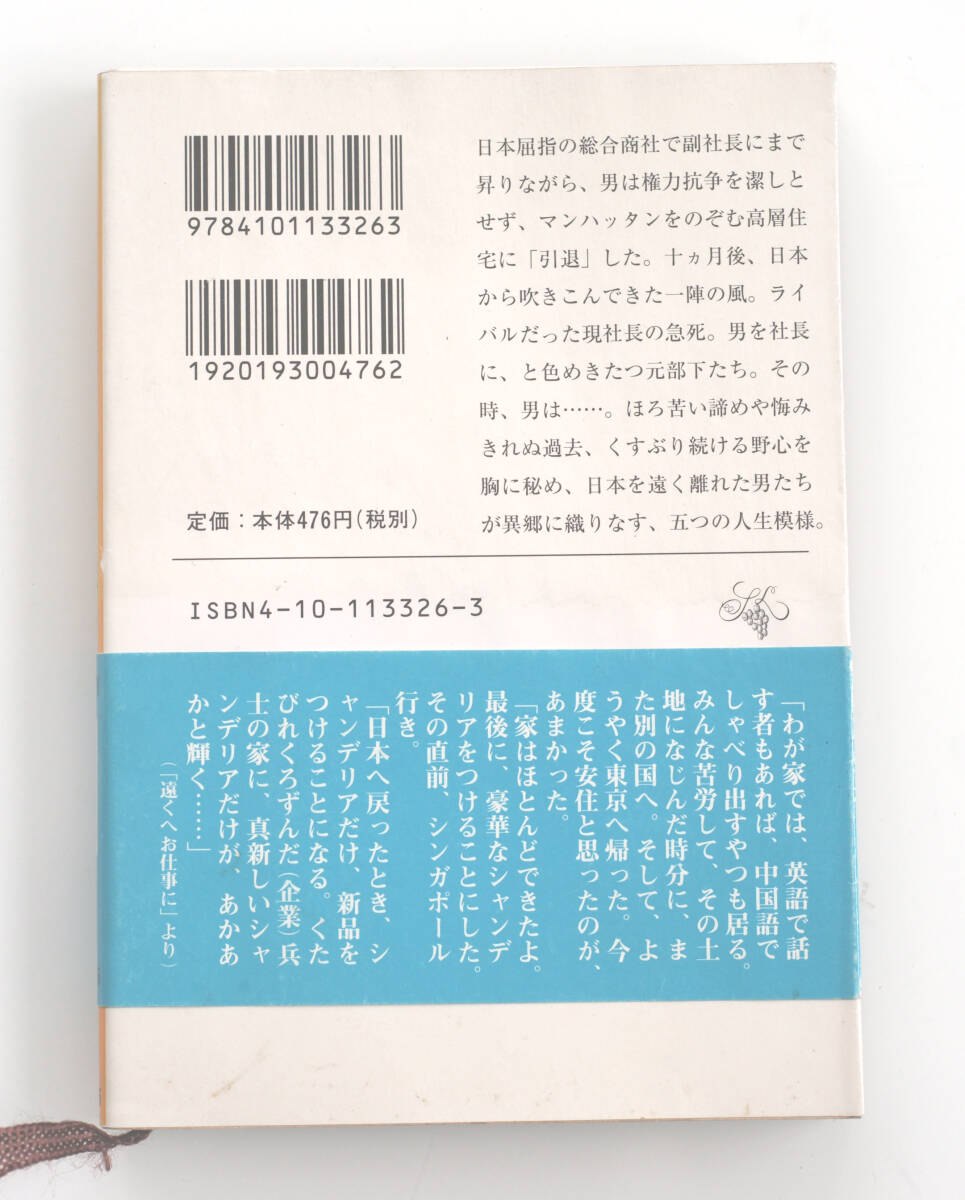 9784101133263
1920193004762
定価：本体476円（税別）
日本屈指の総合商社で副社長にまで
昇りながら、男は権力抗争を潔しと
せず、マンハッタンをのぞむ高層住
宅に「引退」した。十ヵ月後、日本
から吹きこんできた一陣の風。ライ
バルだった現社長の急死。男を社長
に、と色めきたつ元部下たち。その
時、男は……。ほろ苦い諦めや悔み
きれぬ過去、くすぶり続ける野心を
胸に秘め、日本を遠く離れた男たち
が異郷に織りなす、五つの人生模様。
ISBN4-10-113326-3
「わが家では、英語で話
す者もあれば、中国語で
しゃべり出すやつも居る。
みんな苦労して、その土
地になじんだ時分に、ま
た別の国へ。そして、よ
うやく東京へ帰った。今
度こそ安住と思ったのが、
あまかった。
「家はほとんどできたよ。
最後に、豪華なシャンデ
リアをつけることにした。
その直前、シンガポール
行き。
「日本へ戻ったとき、シ
ャンデリアだけ、新品を
つけることになる。くた
びれくろずんだ（企業）兵
士の家に、真新しいシャ
ンデリアだけが、あかあ
かと輝く……」
（「遠くへお仕事に」より）